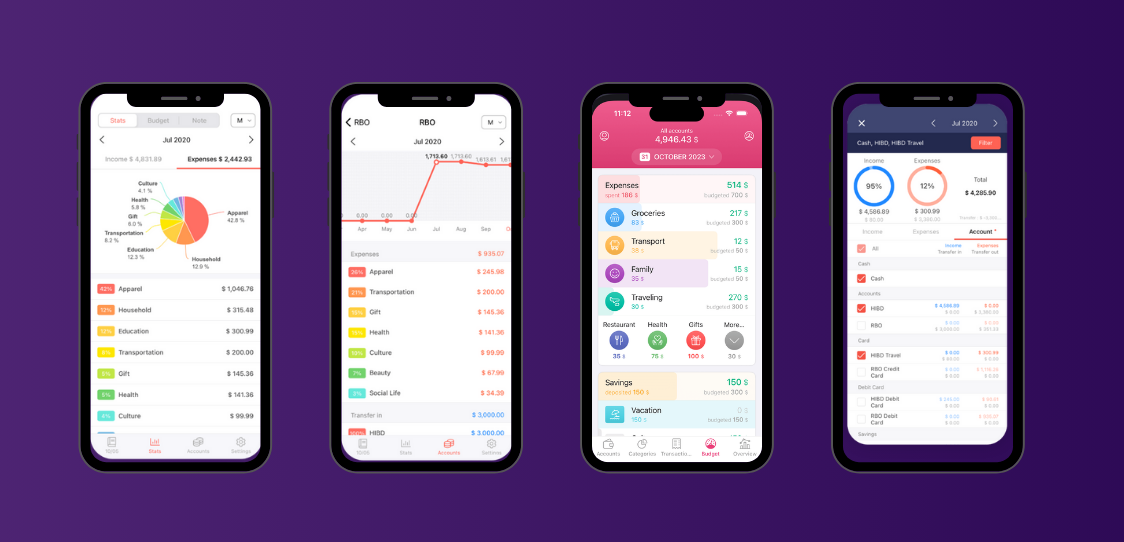 Stats
Budget
Note
M
Jul 2020
Income $ 4,831.89
Expenses $ 2,442.93
Culture
4.1 %
Health
5.8 %
Gift
6.0 %
Transportation
8.2 %
Education
12.3 %
Household
12.9 %
Apparel
42.8 %
42% Apparel $ 1,046.76
12% Household $ 315.48
12% Education $ 300.99
Transportation $ 200.00
Gift $ 145.36
Health $ 141.36
4% Culture $ 99.99
Stats
Accounts
Settings
RBO
RBO
M
Jul 2020
1,713.60
1,713.60
1,613.61
0.00
0.00
0.00
Apr
May
Jun
Jul
Aug
Sep
Expenses $ 935.07
26% Apparel $ 245.98
21% Transportation $ 200.00
Gift $ 145.36
Health $ 141.36
10% Culture $ 99.99
7% Beauty $ 67.99
Social Life $ 34.39
Transfer in $ 3,000.00
100% HIBD $ 3,000.00
Stats
Accounts
Settings
11:12
All accounts
4,946.43 $
31 OCTOBER 2023
Expenses 514 $
spent 186 $ budgeted 700 $
Groceries 217 $
83 $ budgeted 300 $
Transport 12 $
38 $ budgeted 50 $
Family 15 $
35 $ budgeted 50 $
Traveling 270 $
30 $ budgeted 300 $
Restaurant
Health
Gifts
More...
35 $
75 $
100 $
30 $
Savings 150 $
deposited 150 $ budgeted 300 $
Vacation 0 $
150 $ budgeted 150 $
Accounts
Categories
Transactio...
Budget
Overview
Jul 2020
Cash, HIBD, HIBD Travel
Filter
Income
Expenses
95%
12%
Total
$ 4,285.90
$ 4,586.89
$ 300.99
Income
Expenses
Account
All
Income
Transfer in
Expenses
Transfer out
Cash
Cash
Accounts
HIBD $ 4,586.89 $ 0.00
RBO
Card
HIBD Travel $ 0.00 $ 300.99
RBO Credit
Card
Debit Card
HIBD Debit
Card
RBO Debit
Card
Savings